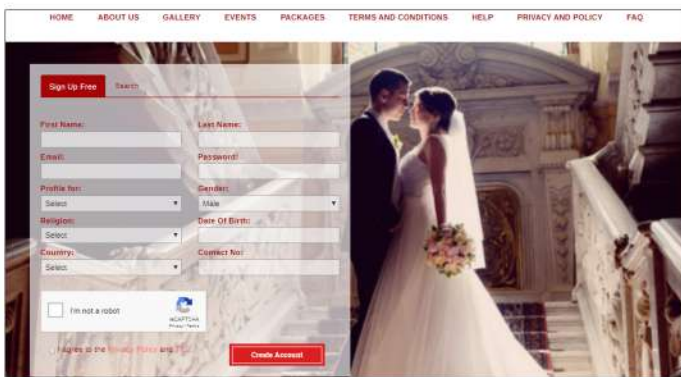 HOME ABOUT US GALLERY EVENTS PACKAGES TERMS AND CONDITIONS HELP PRIVACY AND POLICY FAQ
Sign Up Free Search
First Name: Last Name:
Email: Password:
Profile for: Gender:
Select Male
Religion: Date Of Birth:
Select
Country: Contact No:
Select
I'm not a robot
reCAPTCHA
Privacy - Terms
I agree to the Privacy Policy and
Create Account